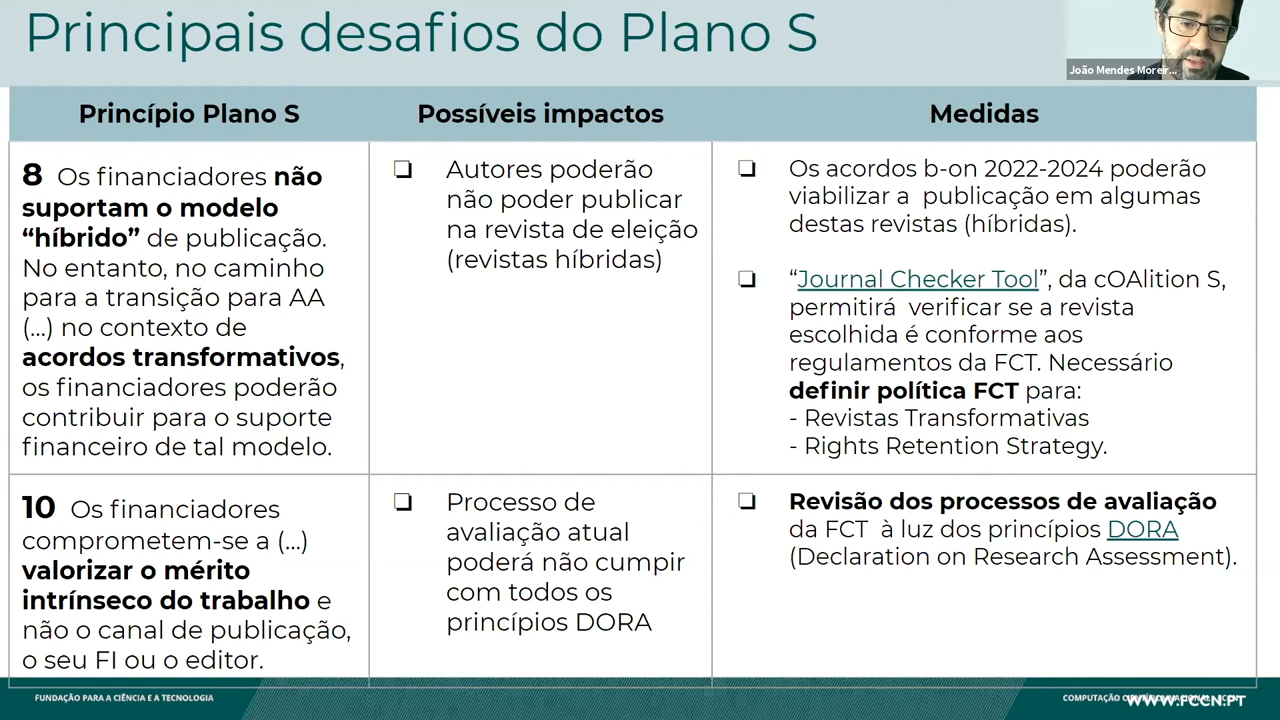 Principais desafios do Plano S
João Mendes Moreir...
Princípio Plano S
Possíveis impactos
Medidas
8 Os financiadores não
suportam o modelo
“híbrido” de publicação.
No entanto, no caminho
para a transição para AA
(...) no contexto de
acordos transformativos,
os financiadores poderão
contribuir para o suporte
financeiro de tal modelo.
❏ Autores poderão
não poder publicar
na revista de eleição
(revistas híbridas)
❏ Os acordos b-on 2022-2024 poderão
viabilizar a publicação em algumas
destas revistas (híbridas).
❏ “Journal Checker Tool”, da cOAlition S,
permitirá verificar se a revista
escolhida é conforme aos
regulamentos da FCT. Necessário
definir política FCT para:
- Revistas Transformativas
- Rights Retention Strategy.
10 Os financiadores
comprometem-se a (...)
valorizar o mérito
intrínseco do trabalho e
não o canal de publicação,
o seu FI ou o editor.
❏ Processo de
avaliação atual
poderá não cumprir
com todos os
princípios DORA
❏ Revisão dos processos de avaliação
da FCT à luz dos princípios DORA
(Declaration on Research Assessment).
FUNDAÇÃO PARA A CIÊNCIA E A TECNOLOGIA
COMPUTAÇÃO CIENTÍFICA NACIONAL
WWW.FCCN.PT